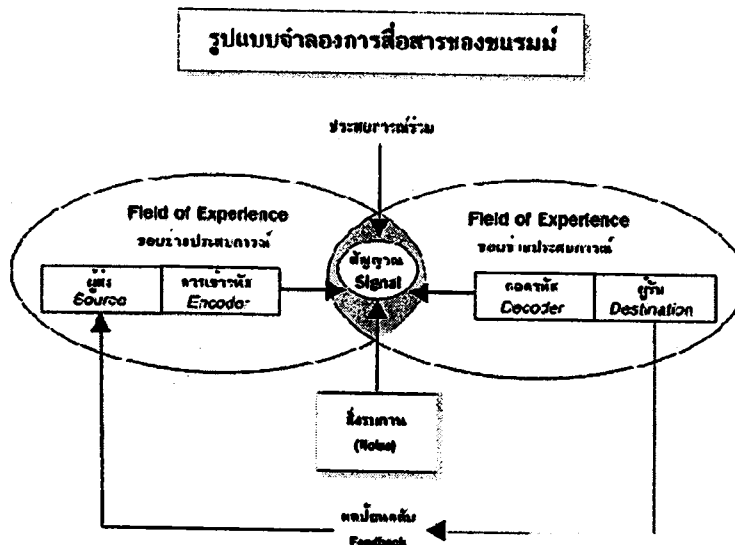 รูปแบบจำลองการสื่อสารของชแรมม์
ประสบการณ์ร่วม
Field of Experience
ขอบข่ายประสบการณ์
Field of Experience
ขอบข่ายประสบการณ์
สัญญาณ
Signal
ผู้ส่ง
Source
การเข้ารหัส
Encoder
ถอดรหัส
Decoder
ผู้รับ
Destination
สิ่งรบกวน
(Noise)
ผลป้อนกลับ
Feedback